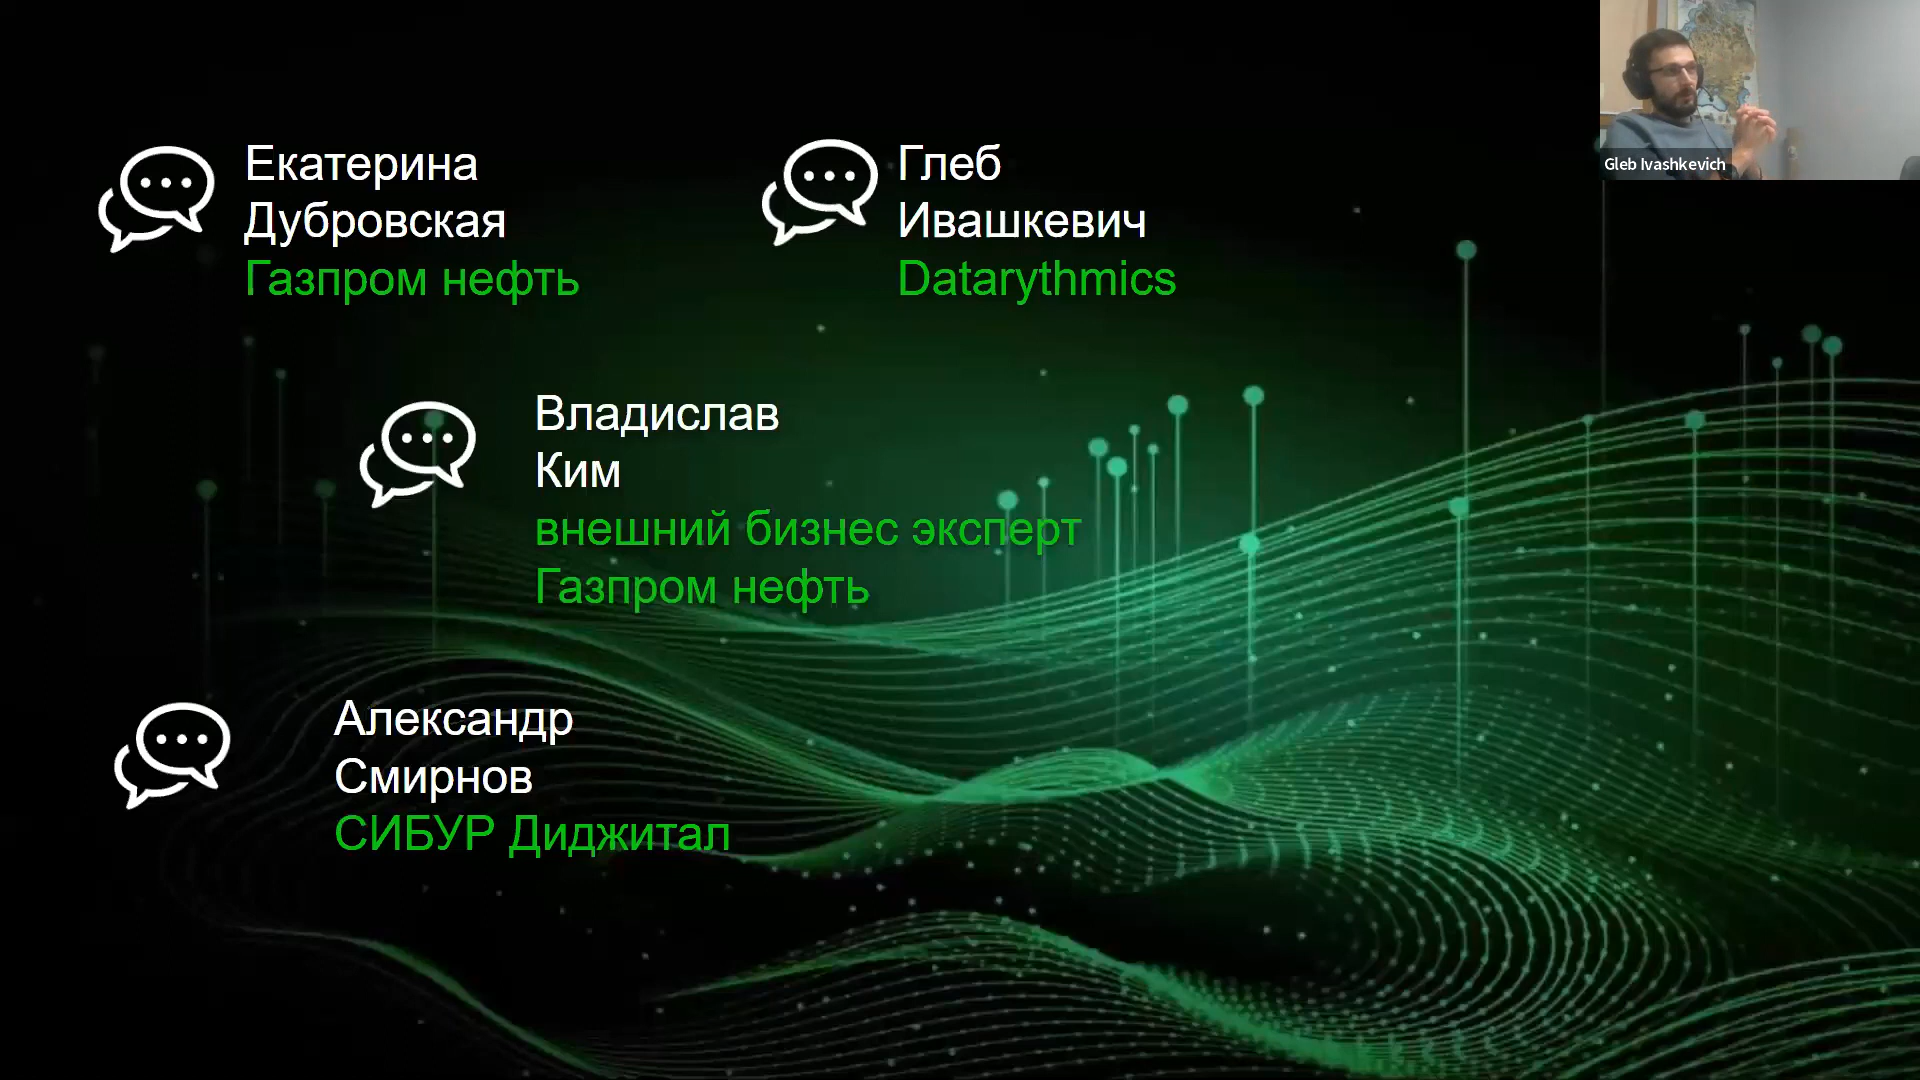 Екатерина
Дубровская
Газпром нефть
Глеб
Ивашкевич
Datarythmics
Gleb Ivashkevich
Владислав
Ким
внешний бизнес эксперт
Газпром нефть
Александр
Смирнов
СИБУР Диджитал